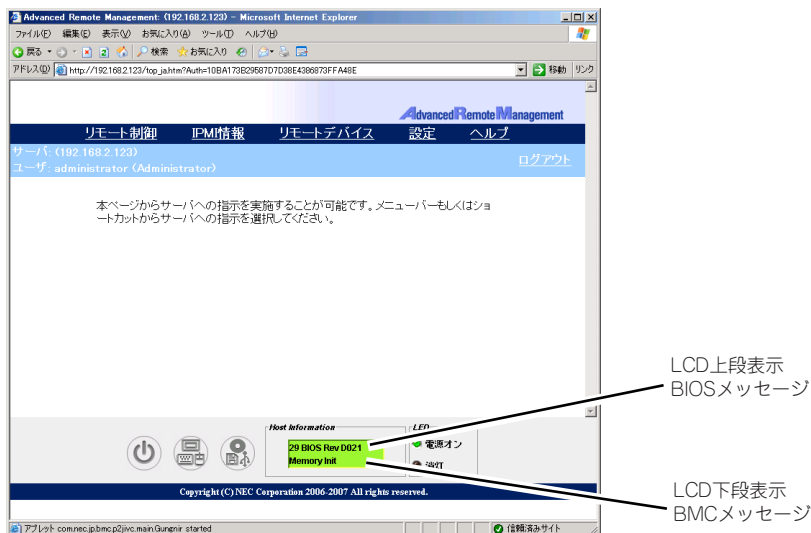 Advanced Remote Management: (192.168.2.123) - Microsoft Internet Explorer
ファイル(F) 編集(E) 表示(V) お気に入り(A) ツール(T) ヘルプ(H)
戻る 検索 お気に入り
アドレス(D) http://192.168.2.123/top_ja.htm?Auth=10BA173B29587D7D38E4386873FFA48E 移動 リンク
Advanced Remote Management
リモート制御 IPMI情報 リモートデバイス 設定 ヘルプ
サーバ: (192.168.2.123)
ユーザ: administrator (Administrator)
ログアウト
本ページからサーバへの指示を実施することが可能です。メニューバーもしくはショ
ートカットからサーバへの指示を選択してください。
LCD上段表示
BIOSメッセージ
Host Information
LED
29 BIOS Rev D021
Memory Init
電源オン
消灯
LCD下段表示
BMCメッセージ
Copyright (C) NEC Corporation 2006-2007 All rights reserved.
アプレット com.nec.jp.bmc.p2jivc.main.Gungnir started
信頼済みサイト